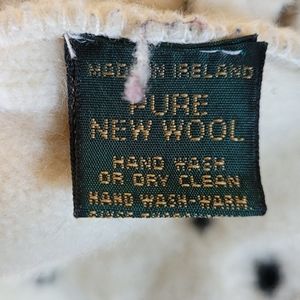 MADE IN IRELAND
PURE
NEW WOOL
HAND WASH
OR DRY CLEAN
HAND WASH-WARM